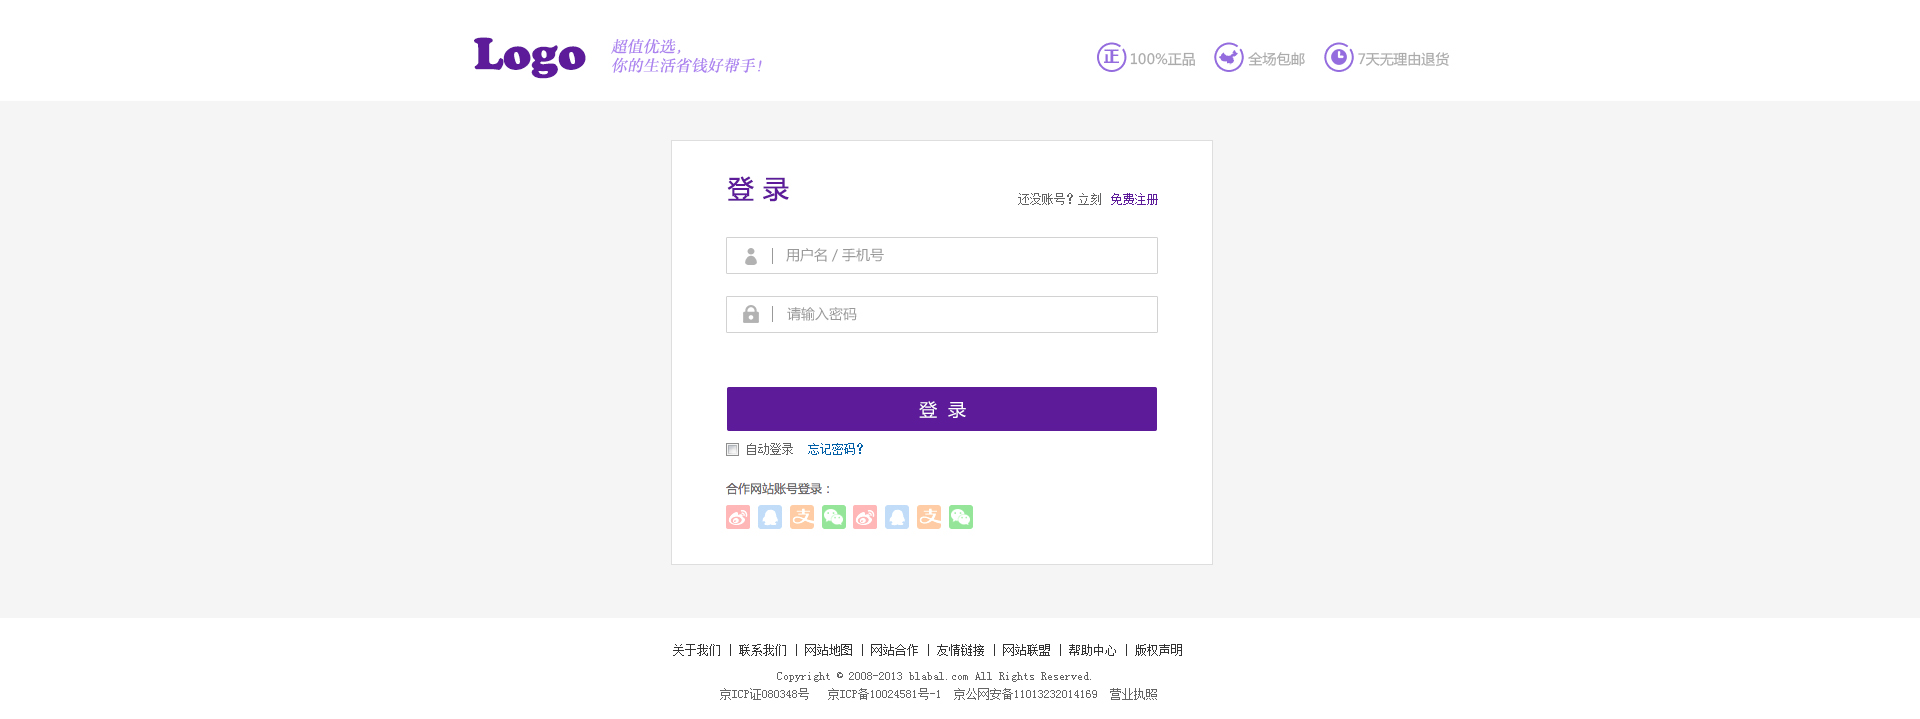 Logo
超值优选，
你的生活省钱好帮手！
正 100%正品 全场包邮 7天无理由退货
登 录
还没账号？立刻 免费注册
用户名 / 手机号
请输入密码
登 录
自动登录 忘记密码？
合作网站账号登录：
关于我们 | 联系我们 | 网站地图 | 网站合作 | 友情链接 | 网站联盟 | 帮助中心 | 版权声明
Copyright © 2008-2013 blabal.com All Rights Reserved.
京ICP证080348号 京ICP备10024581号-1 京公网安备11013232014169 营业执照